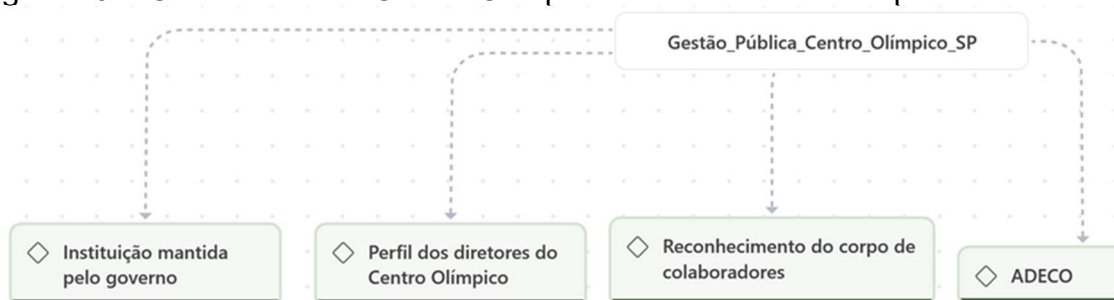 Gestão_Pública_Centro_Olímpico_SP
Instituição mantida
pelo governo
Perfil dos diretores do
Centro Olímpico
Reconhecimento do corpo de
colaboradores
ADECO